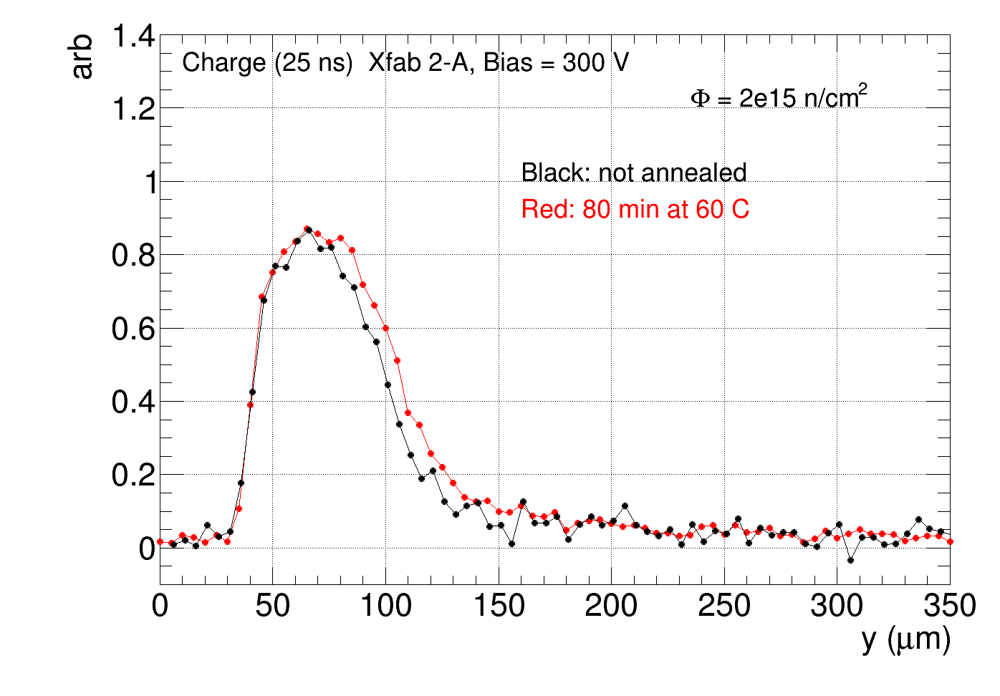 arb
1.4
1.2
1
0.8
0.6
0.4
0.2
0
Charge (25 ns)  Xfab 2-A, Bias = 300 V
Φ = 2e15 n/cm²
Black: not annealed
Red: 80 min at 60 C
0 50 100 150 200 250 300 350
y (μm)